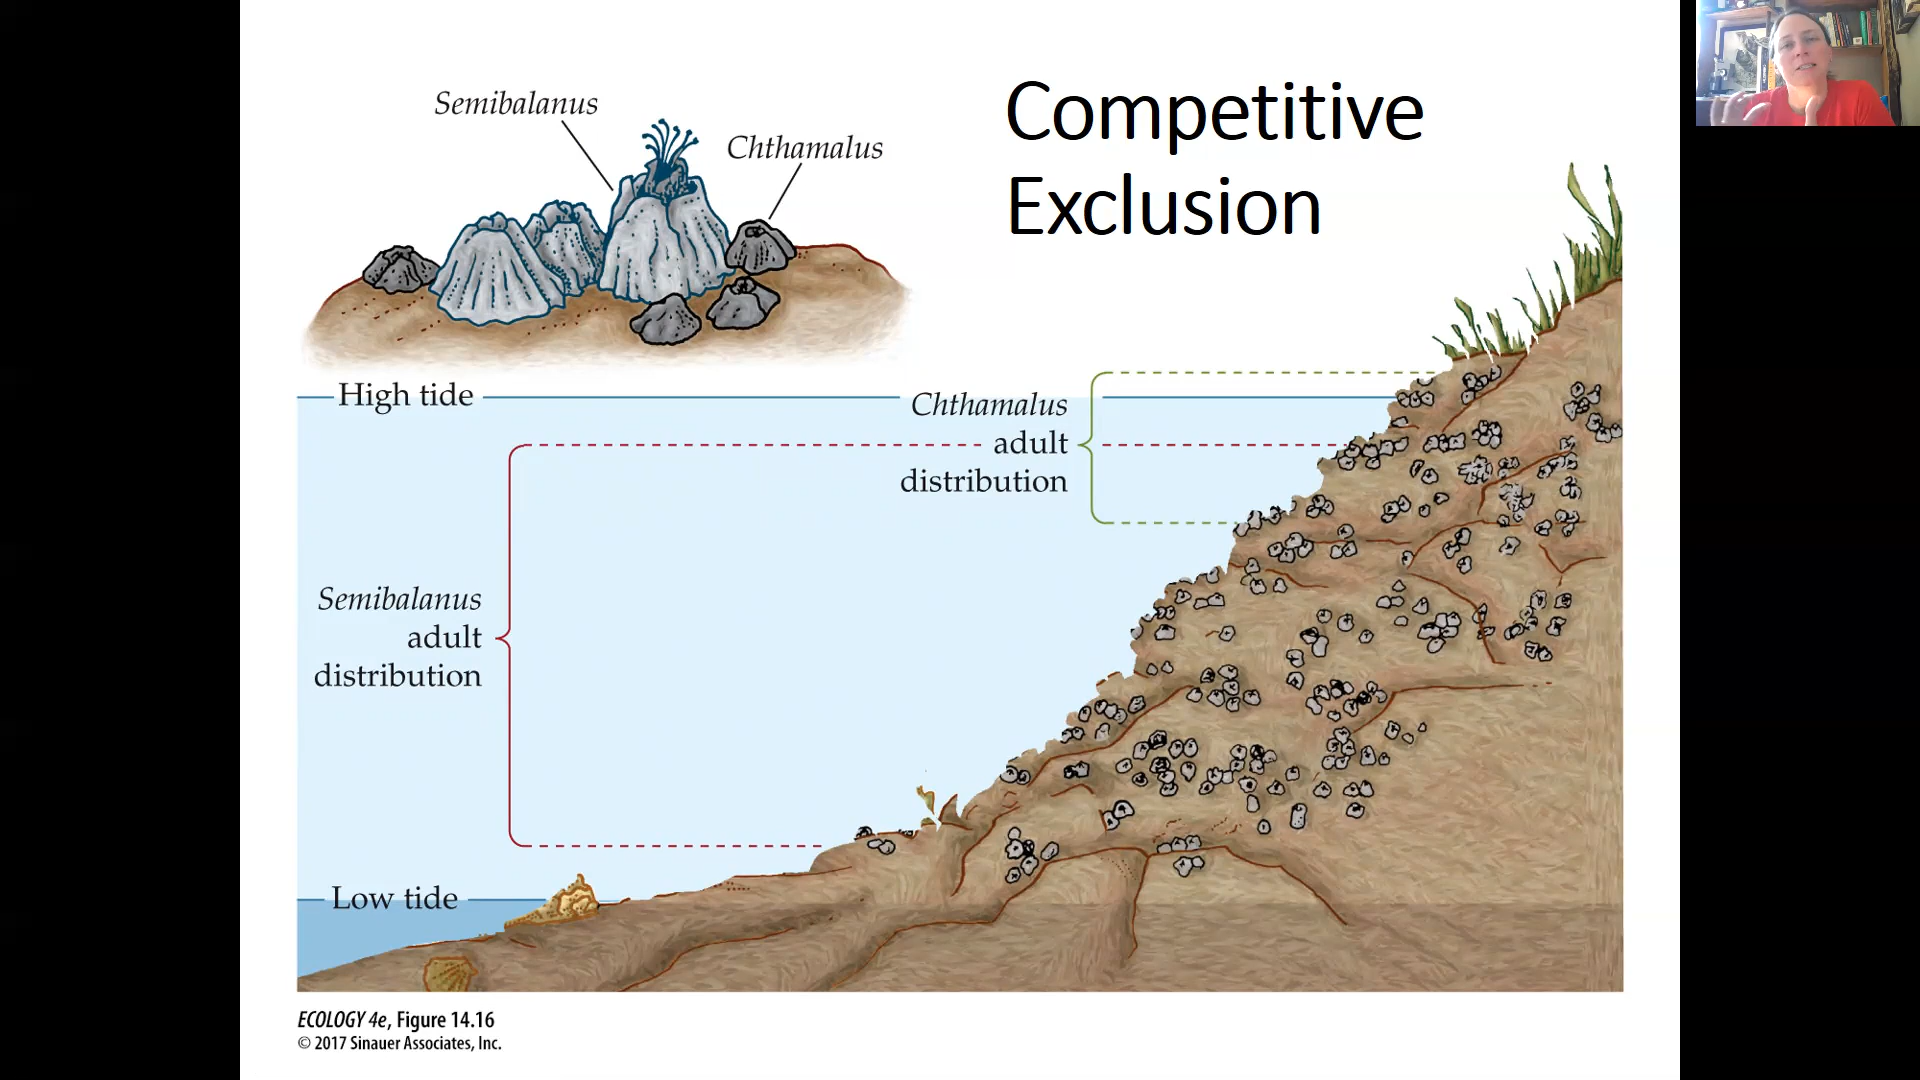 Competitive
Exclusion
Semibalanus
Chthamalus
High tide
Chthamalus
adult
distribution
Semibalanus
adult
distribution
Low tide
ECOLOGY 4e, Figure 14.16
© 2017 Sinauer Associates, Inc.